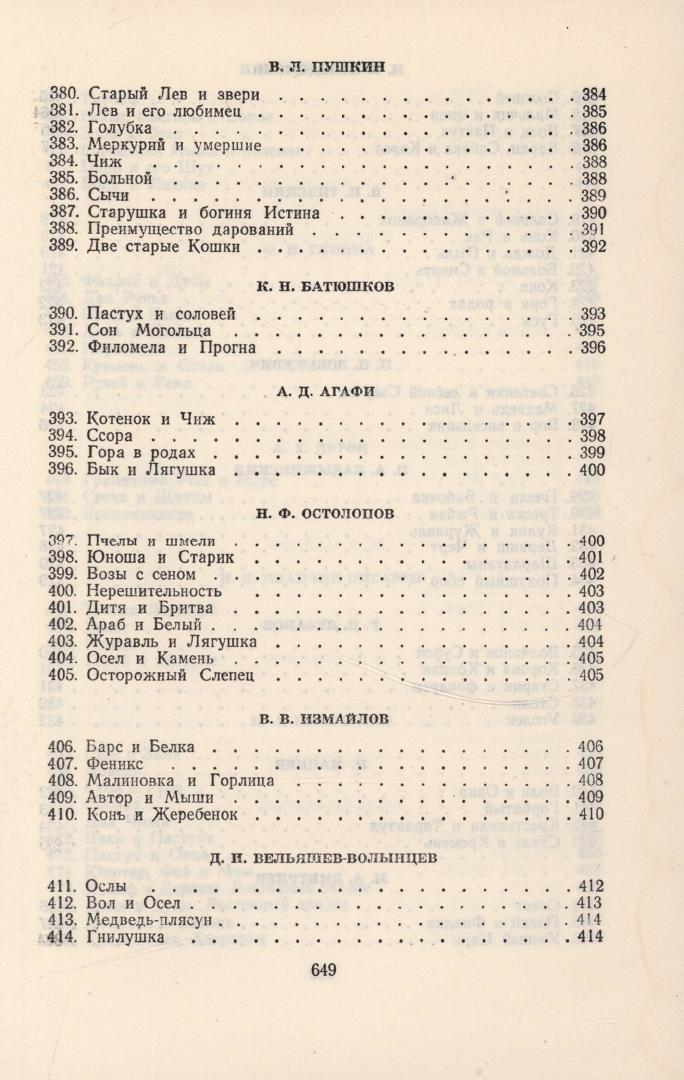 В. Л. ПУШКИН
380. Старый Лев и звери . . . . . . . . . . . . . . 384
381. Лев и его любимец . . . . . . . . . . . . . . . 385
382. Голубка . . . . . . . . . . . . . . . . . . . 386
383. Меркурий и умершие . . . . . . . . . . . . . . 386
384. Чиж . . . . . . . . . . . . . . . . . . . . 388
385. Больной . . . . . . . . . . . . . . . . . . . 388
386. Сычи . . . . . . . . . . . . . . . . . . . . 389
387. Старушка и богиня Истина . . . . . . . . . . . 390
388. Преимущество дарований . . . . . . . . . . . . 391
389. Две старые Кошки . . . . . . . . . . . . . . . 392
К. Н. БАТЮШКОВ
390. Пастух и соловей . . . . . . . . . . . . . . . 393
391. Сон Могольца . . . . . . . . . . . . . . . . 395
392. Филомела и Прогна . . . . . . . . . . . . . . 396
А. Д. АГАФИ
393. Котенок и Чиж . . . . . . . . . . . . . . . . 397
394. Ссора . . . . . . . . . . . . . . . . . . . . 398
395. Гора в родах . . . . . . . . . . . . . . . . . 399
396. Бык и Лягушка . . . . . . . . . . . . . . . . 400
Н. Ф. ОСТОЛОПОВ
397. Пчелы и шмели . . . . . . . . . . . . . . . . 400
398. Юноша и Старик . . . . . . . . . . . . . . . 401
399. Возы с сеном . . . . . . . . . . . . . . . . . 402
400. Нерешительность . . . . . . . . . . . . . . . 403
401. Дитя и Бритва . . . . . . . . . . . . . . . . 403
402. Араб и Белый . . . . . . . . . . . . . . . . . 404
403. Журавль и Лягушка . . . . . . . . . . . . . . 404
404. Осел и Камень . . . . . . . . . . . . . . . . 405
405. Осторожный Слепец . . . . . . . . . . . . . . 405
В. В. ИЗМАЙЛОВ
406. Барс и Белка . . . . . . . . . . . . . . . . . 406
407. Феникс . . . . . . . . . . . . . . . . . . . 407
408. Малиновка и Горлица . . . . . . . . . . . . . 408
409. Автор и Мыши . . . . . . . . . . . . . . . . 409
410. Конь и Жеребенок . . . . . . . . . . . . . . . 410
Д. И. ВЕЛЬЯШЕВ-ВОЛЫНЦЕВ
411. Ослы . . . . . . . . . . . . . . . . . . . . 412
412. Вол и Осел . . . . . . . . . . . . . . . . . . 413
413. Медведь-плясун . . . . . . . . . . . . . . . . 414
414. Гнилушка . . . . . . . . . . . . . . . . . . 414
649